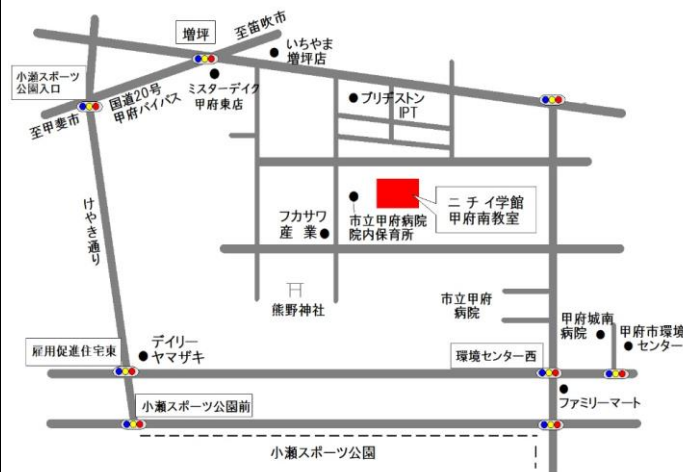 至笛吹市
増坪
いちやま
増坪店
小瀬スポーツ
公園入口
国道20号
甲府バイパス
ミスターデイク
甲府東店
至甲斐市
ブリヂストン
IPT
けやき通り
フカサワ
産業
市立甲府病院
院内保育所
ニチイ学館
甲府南教室
熊野神社
市立甲府
病院
甲府城南
病院
甲府市環境
センター
雇用促進住宅東
デイリー
ヤマザキ
環境センター西
ファミリーマート
小瀬スポーツ公園前
小瀬スポーツ公園